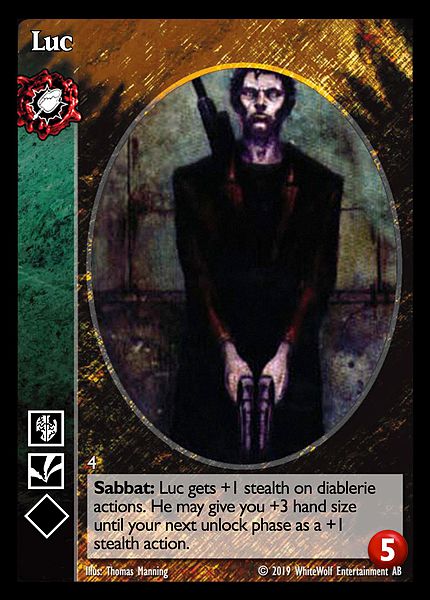 Luc
4
Sabbat: Luc gets +1 stealth on diablerie
actions. He may give you +3 hand size
until your next unlock phase as a +1
stealth action.
5
Illus: Thomas Manning
© 2019 WhiteWolf Entertainment AB